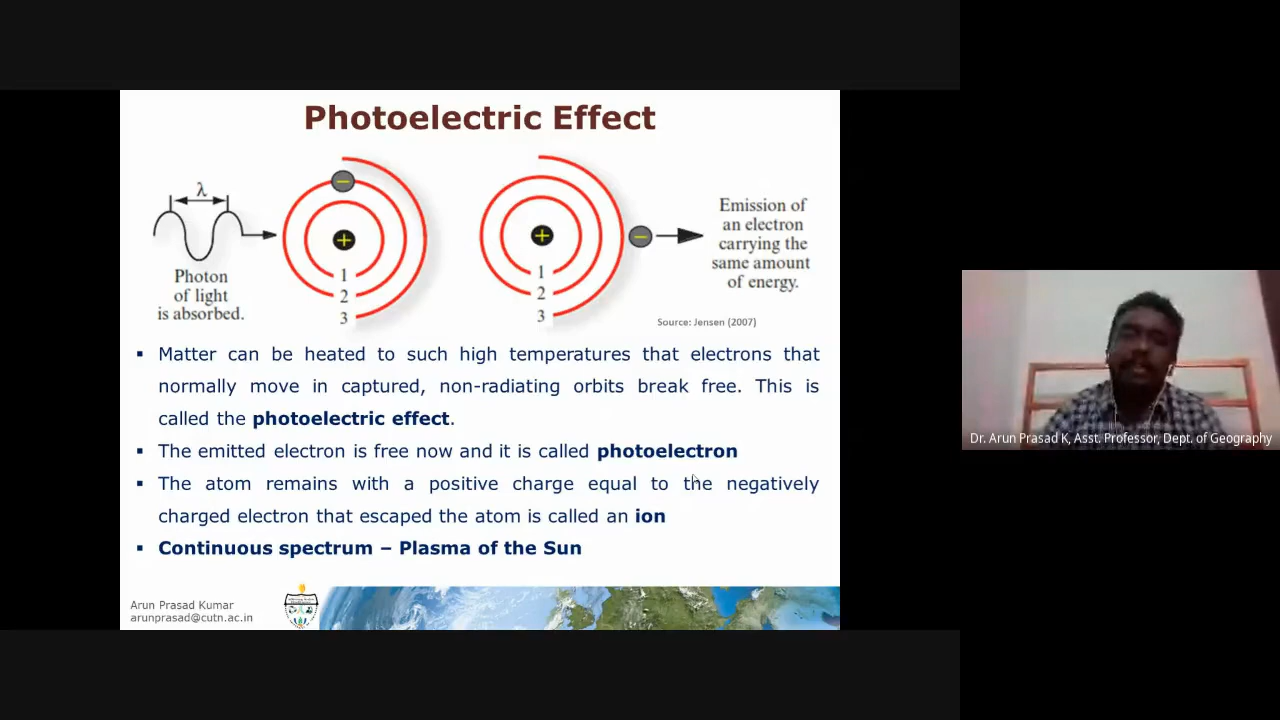 Photoelectric Effect
λ
Photon
of light
is absorbed.
1
2
3
1
2
3
Emission of
an electron
carrying the
same amount
of energy.
Source: Jensen (2007)
▪ Matter can be heated to such high temperatures that electrons that
normally move in captured, non-radiating orbits break free. This is
called the photoelectric effect.
▪ The emitted electron is free now and it is called photoelectron
▪ The atom remains with a positive charge equal to the negatively
charged electron that escaped the atom is called an ion
▪ Continuous spectrum – Plasma of the Sun
Arun Prasad Kumar
arunprasad@cutn.ac.in
Dr. Arun Prasad K, Asst. Professor, Dept. of Geography